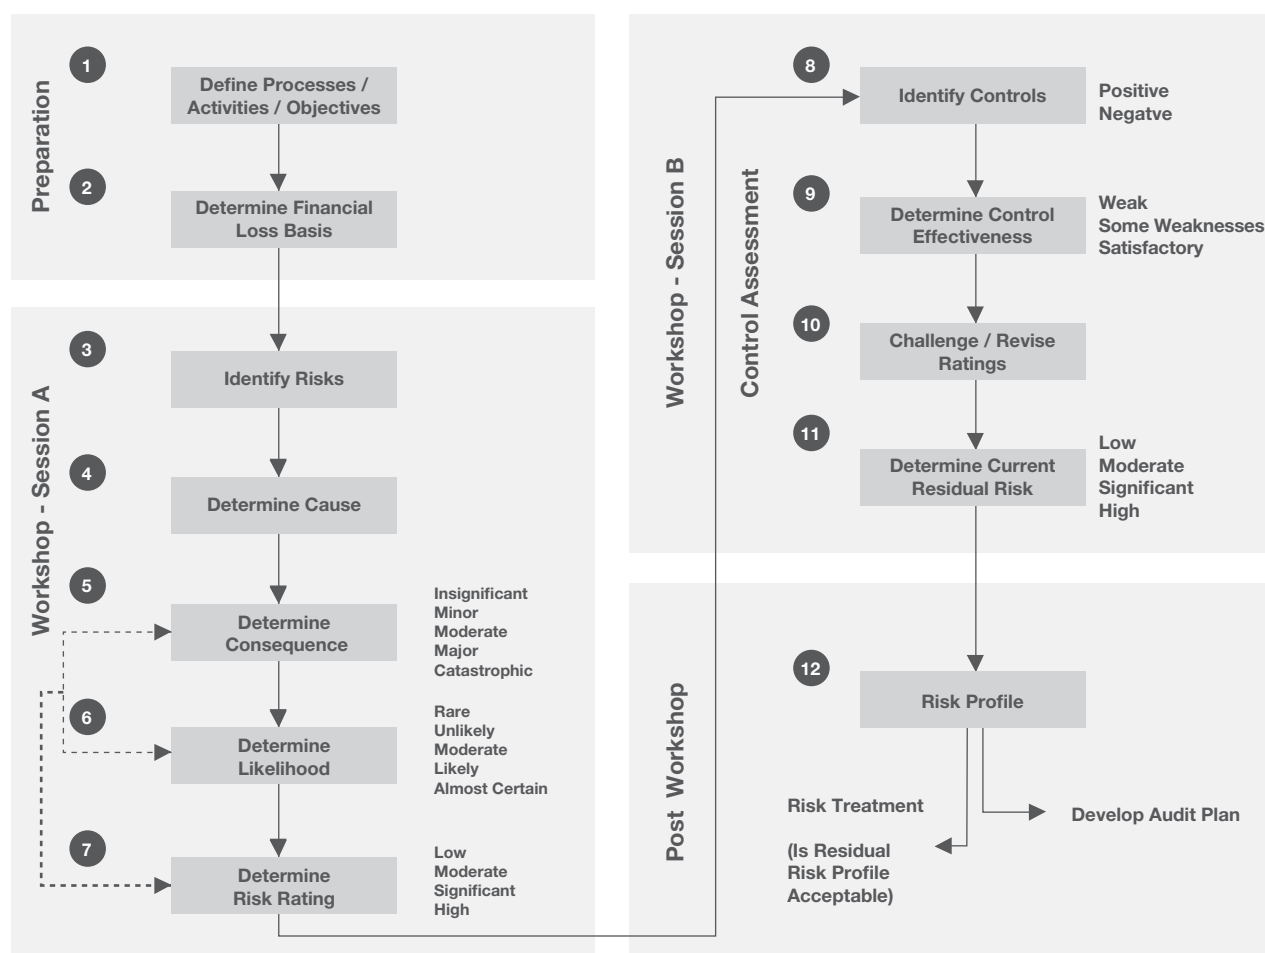 Preparation
1
Define Processes /
Activities / Objectives
2
Determine Financial
Loss Basis
Workshop - Session A
3
Identify Risks
4
Determine Cause
5
Determine
Consequence
Insignificant
Minor
Moderate
Major
Catastrophic
6
Determine
Likelihood
Rare
Unlikely
Moderate
Likely
Almost Certain
7
Determine
Risk Rating
Low
Moderate
Significant
High
Workshop - Session B
Control Assessment
8
Identify Controls
Positive
Negatve
9
Determine Control
Effectiveness
Weak
Some Weaknesses
Satisfactory
10
Challenge / Revise
Ratings
11
Determine Current
Residual Risk
Low
Moderate
Significant
High
Post Workshop
12
Risk Profile
Risk Treatment
(Is Residual
Risk Profile
Acceptable)
Develop Audit Plan